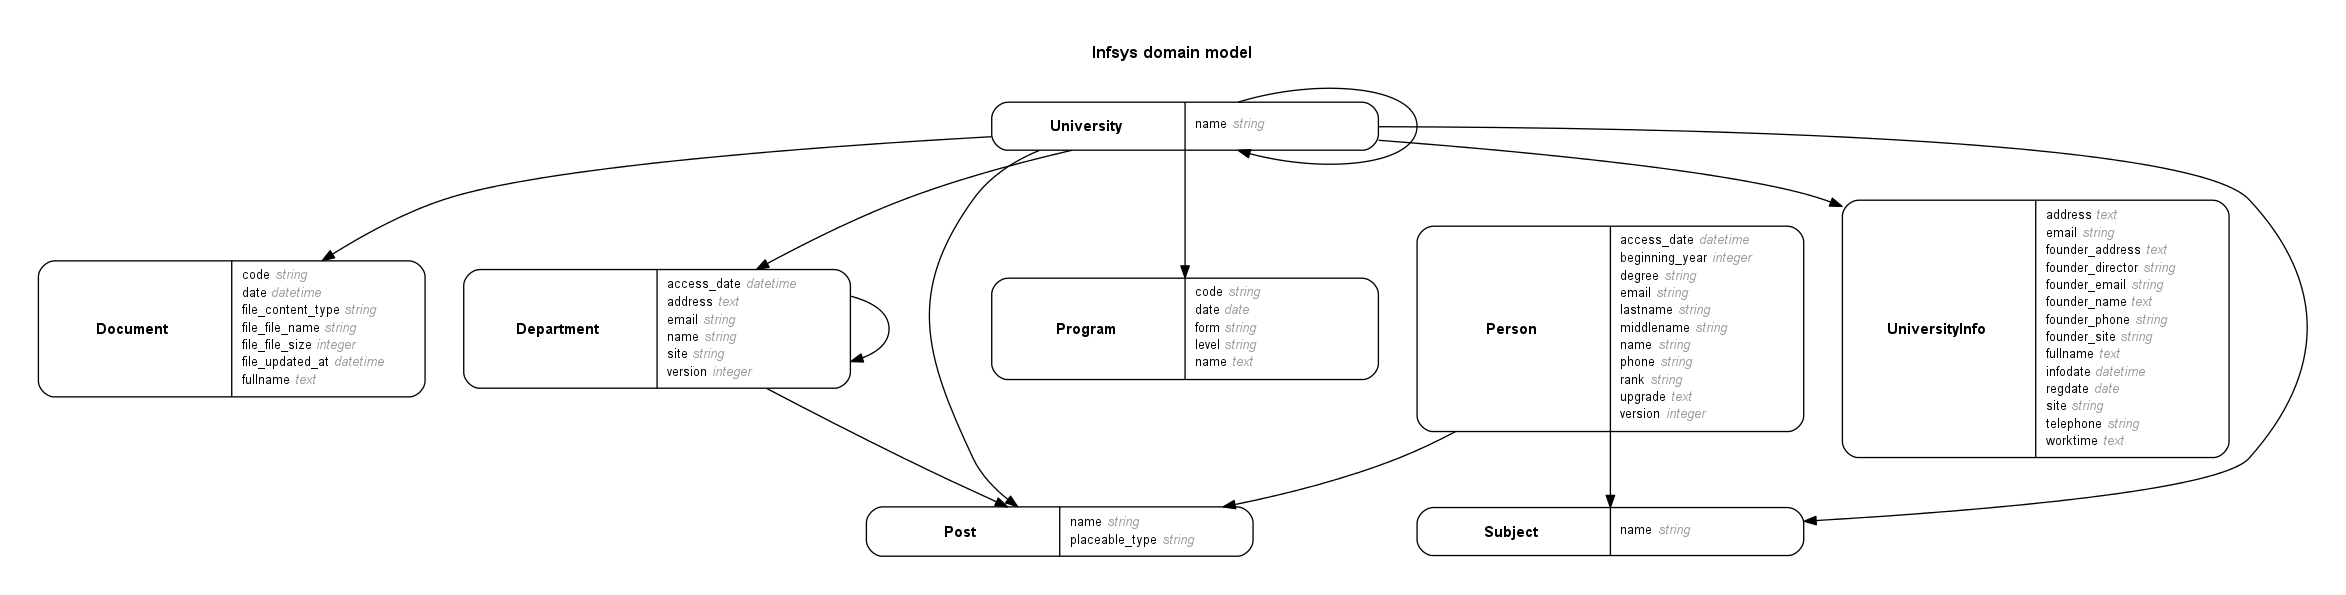 Infsys domain model
University
name string
Document
code string
date datetime
file_content_type string
file_file_name string
file_file_size integer
file_updated_at datetime
fullname text
Department
access_date datetime
address text
email string
name string
site string
version integer
Program
code string
date date
form string
level string
name text
Person
access_date datetime
beginning_year integer
degree string
email string
lastname string
middlename string
name string
phone string
rank string
upgrade text
version integer
UniversityInfo
address text
email string
founder_address text
founder_director string
founder_email string
founder_name text
founder_phone string
founder_site string
fullname text
infodate datetime
regdate date
site string
telephone string
worktime text
Post
name string
placeable_type string
Subject
name string